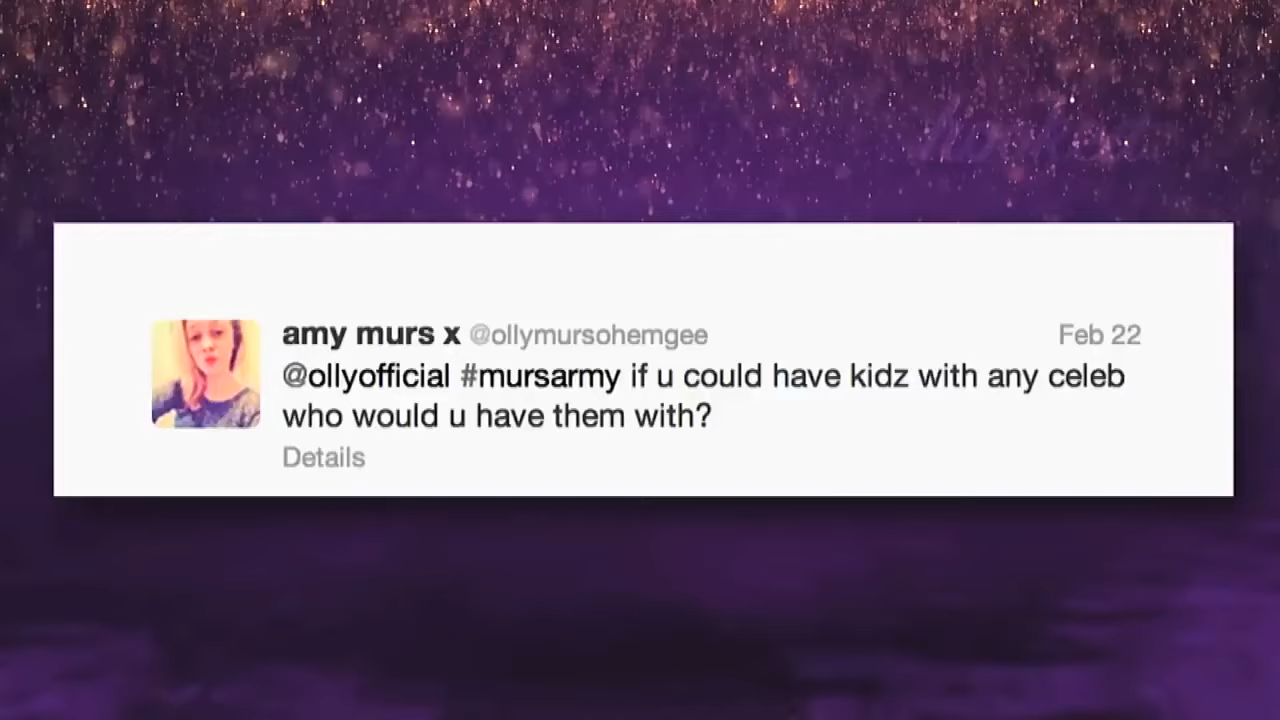 amy murs x @ollymursohemgee Feb 22
@ollyofficial #mursarmy if u could have kidz with any celeb
who would u have them with?
Details